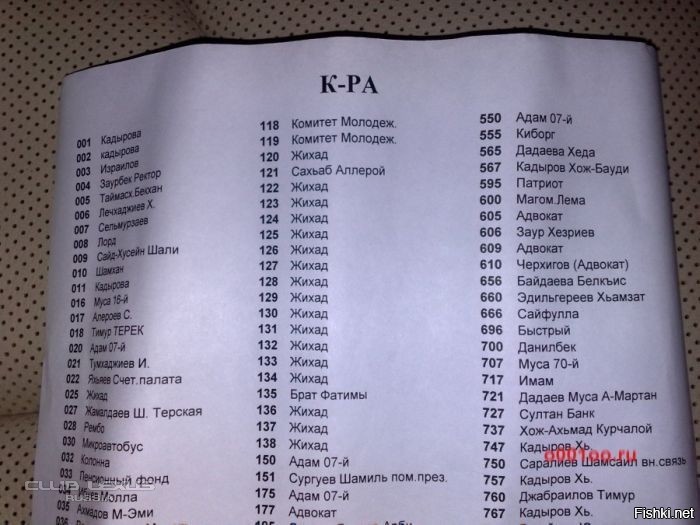 К-РА
001 Кадырова
002 кадырова
003 Израилов
004 Заурбек Ректор
005 Таймасх.Бекхан
006 Лечхаджиев Х.
007 Сельмурзаев
008 Лорд
009 Сайд-Хусейн Шали
010 Шамхан
011 Кадырова
016 Муса 16-й
017 Алероев С.
018 Тимур ТЕРЕК
020 Адам 07-й
021 Тумхаджиев И.
022 Яхьяев Счет.палата
025 Жихад
027 Жамалдаев Ш. Терская
028 Рембо
030 Микроавтобус
032 Колонна
033 Пенсионный фонд
034 Молла
035 Ахмадов М-Эми
118 Комитет Молодеж.
119 Комитет Молодеж.
120 Жихад
121 Сахьаб Аллерой
122 Жихад
123 Жихад
124 Жихад
125 Жихад
126 Жихад
127 Жихад
128 Жихад
129 Жихад
130 Жихад
131 Жихад
132 Жихад
133 Жихад
134 Жихад
135 Брат Фатимы
136 Жихад
137 Жихад
138 Жихад
150 Адам 07-й
151 Сургуев Шамиль пом.през.
175 Адам 07-й
177 Адвокат
550 Адам 07-й
555 Киборг
565 Дадаева Хеда
567 Кадыров Хож-Бауди
595 Патриот
600 Магом.Лема
605 Адвокат
606 Заур Хезриев
609 Адвокат
610 Черхигов (Адвокат)
656 Байдаева Белкъис
660 Эдильгереев Хьамзат
666 Сайфулла
696 Быстрый
700 Данилбек
707 Муса 70-й
717 Имам
721 Дадаев Муса А-Мартан
727 Султан Банк
737 Хож-Ахьмад Курчалой
747 Кадыров Хь.
750 Саралиев Шамсаил вн.связь
757 Кадыров Хь.
760 Джабраилов Тимур
767 Кадыров Хь.
CLUB LEXUS
Fishki.net